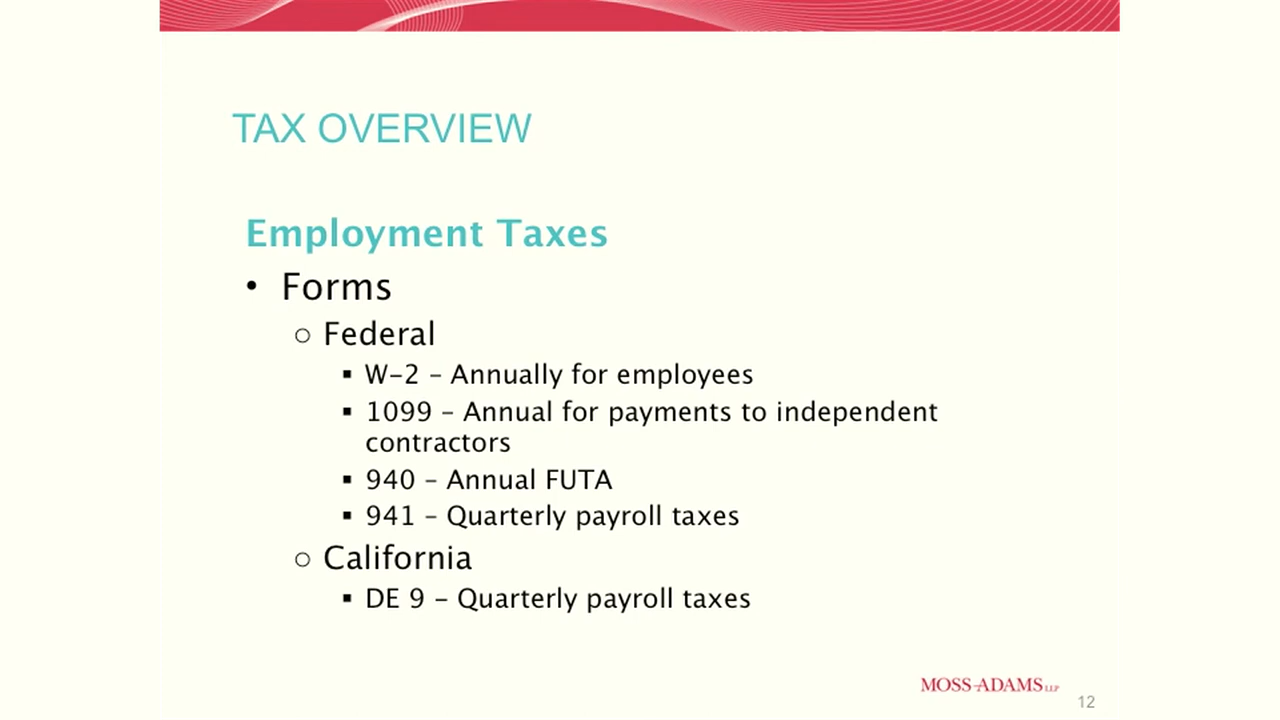 TAX OVERVIEW
Employment Taxes
• Forms
○ Federal
▪ W-2 – Annually for employees
▪ 1099 – Annual for payments to independent
contractors
▪ 940 – Annual FUTA
▪ 941 – Quarterly payroll taxes
○ California
▪ DE 9 – Quarterly payroll taxes
MOSS-ADAMS LLP
12